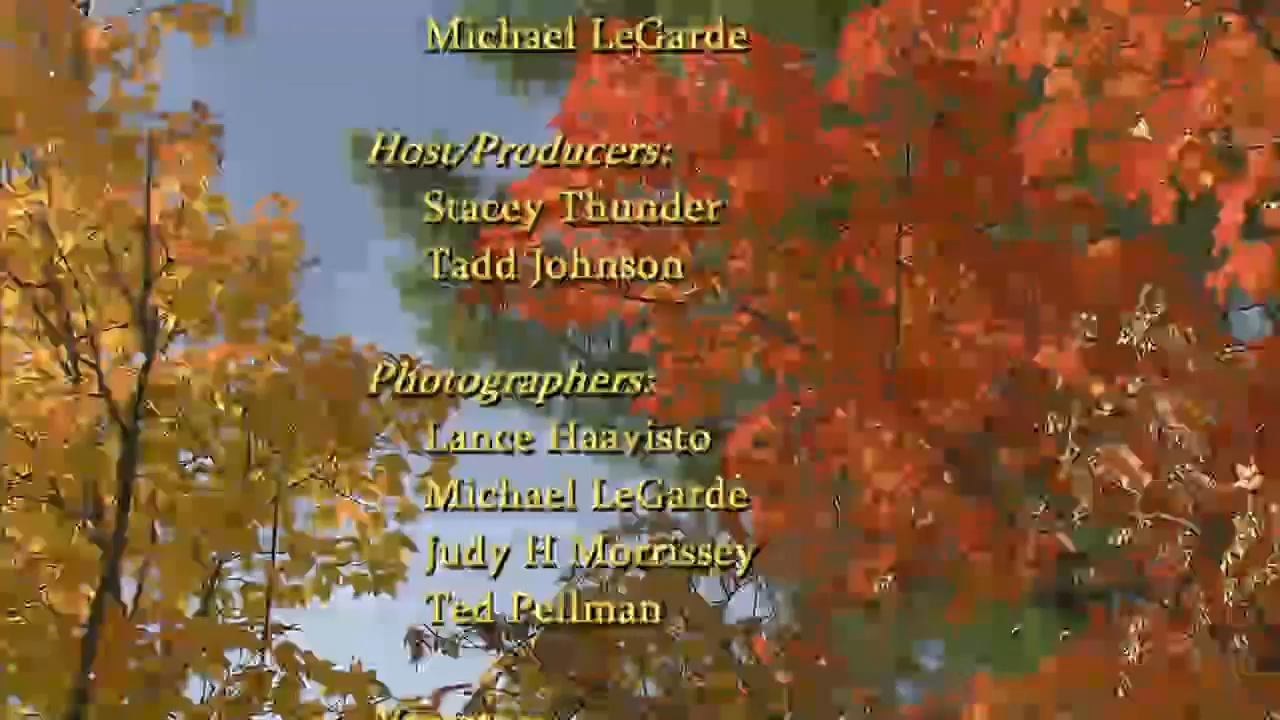 Michael LeGarde
Host/Producers:
Stacey Thunder
Tadd Johnson
Photographers:
Lance Haavisto
Michael LeGarde
Judy H Morrissey
Ted Pellman